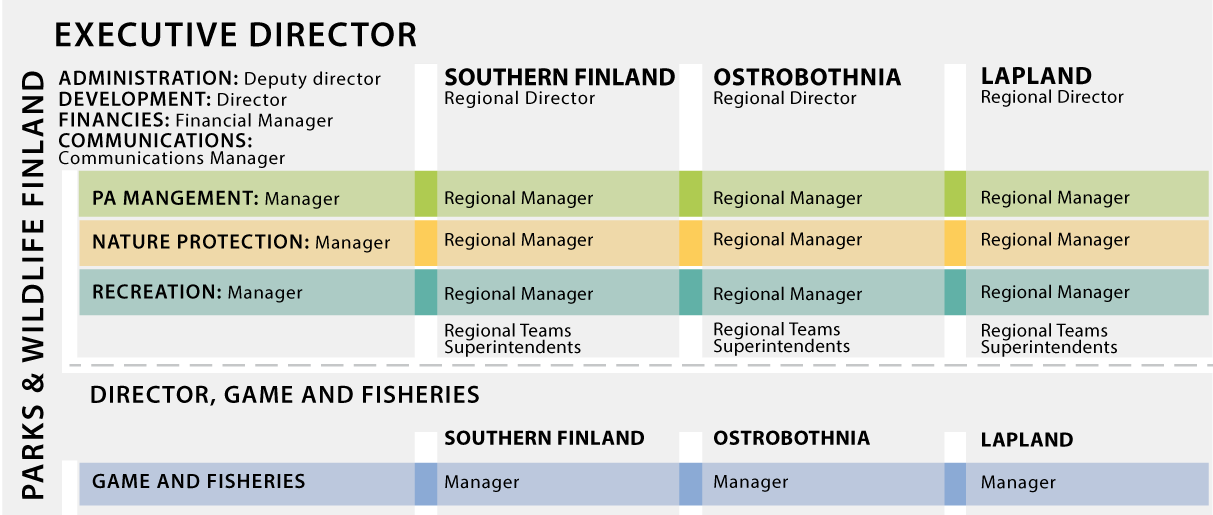 PARKS & WILDLIFE FINLAND
EXECUTIVE DIRECTOR
ADMINISTRATION: Deputy director
DEVELOPMENT: Director
FINANCIES: Financial Manager
COMMUNICATIONS:
Communications Manager
SOUTHERN FINLAND
Regional Director
OSTROBOTHNIA
Regional Director
LAPLAND
Regional Director
PA MANGEMENT: Manager
Regional Manager
Regional Manager
Regional Manager
NATURE PROTECTION: Manager
Regional Manager
Regional Manager
Regional Manager
RECREATION: Manager
Regional Manager
Regional Manager
Regional Manager
Regional Teams
Superintendents
Regional Teams
Superintendents
Regional Teams
Superintendents
DIRECTOR, GAME AND FISHERIES
SOUTHERN FINLAND
OSTROBOTHNIA
LAPLAND
GAME AND FISHERIES
Manager
Manager
Manager